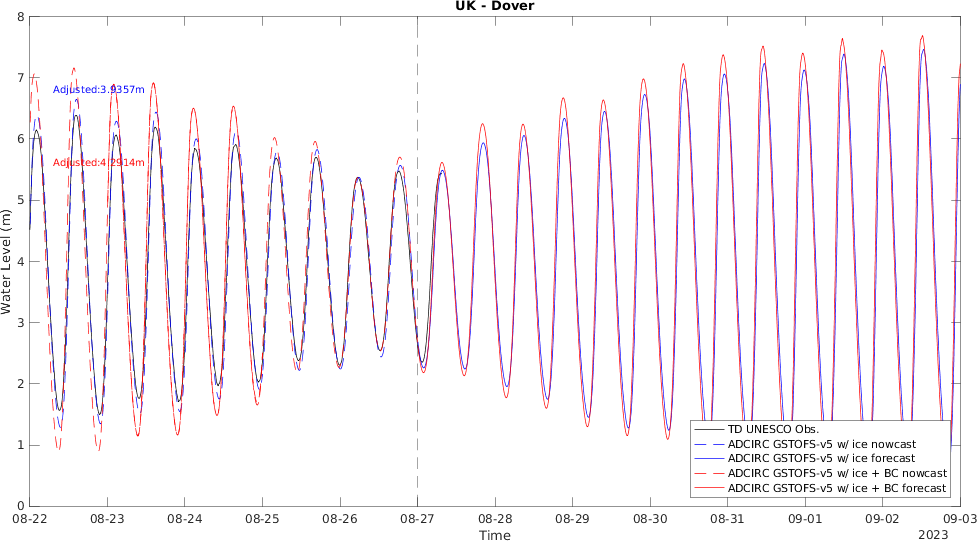 UK - Dover
8
7
6
5
4
3
2
1
0
Water Level (m)
Adjusted:3.9357m
Adjusted:4.2914m
TD UNESCO Obs.
ADCIRC GSTOFS-v5 w/ ice nowcast
ADCIRC GSTOFS-v5 w/ ice forecast
ADCIRC GSTOFS-v5 w/ ice + BC nowcast
ADCIRC GSTOFS-v5 w/ ice + BC forecast
08-22 08-23 08-24 08-25 08-26 08-27 08-28 08-29 08-30 08-31 09-01 09-02 09-03
Time
2023